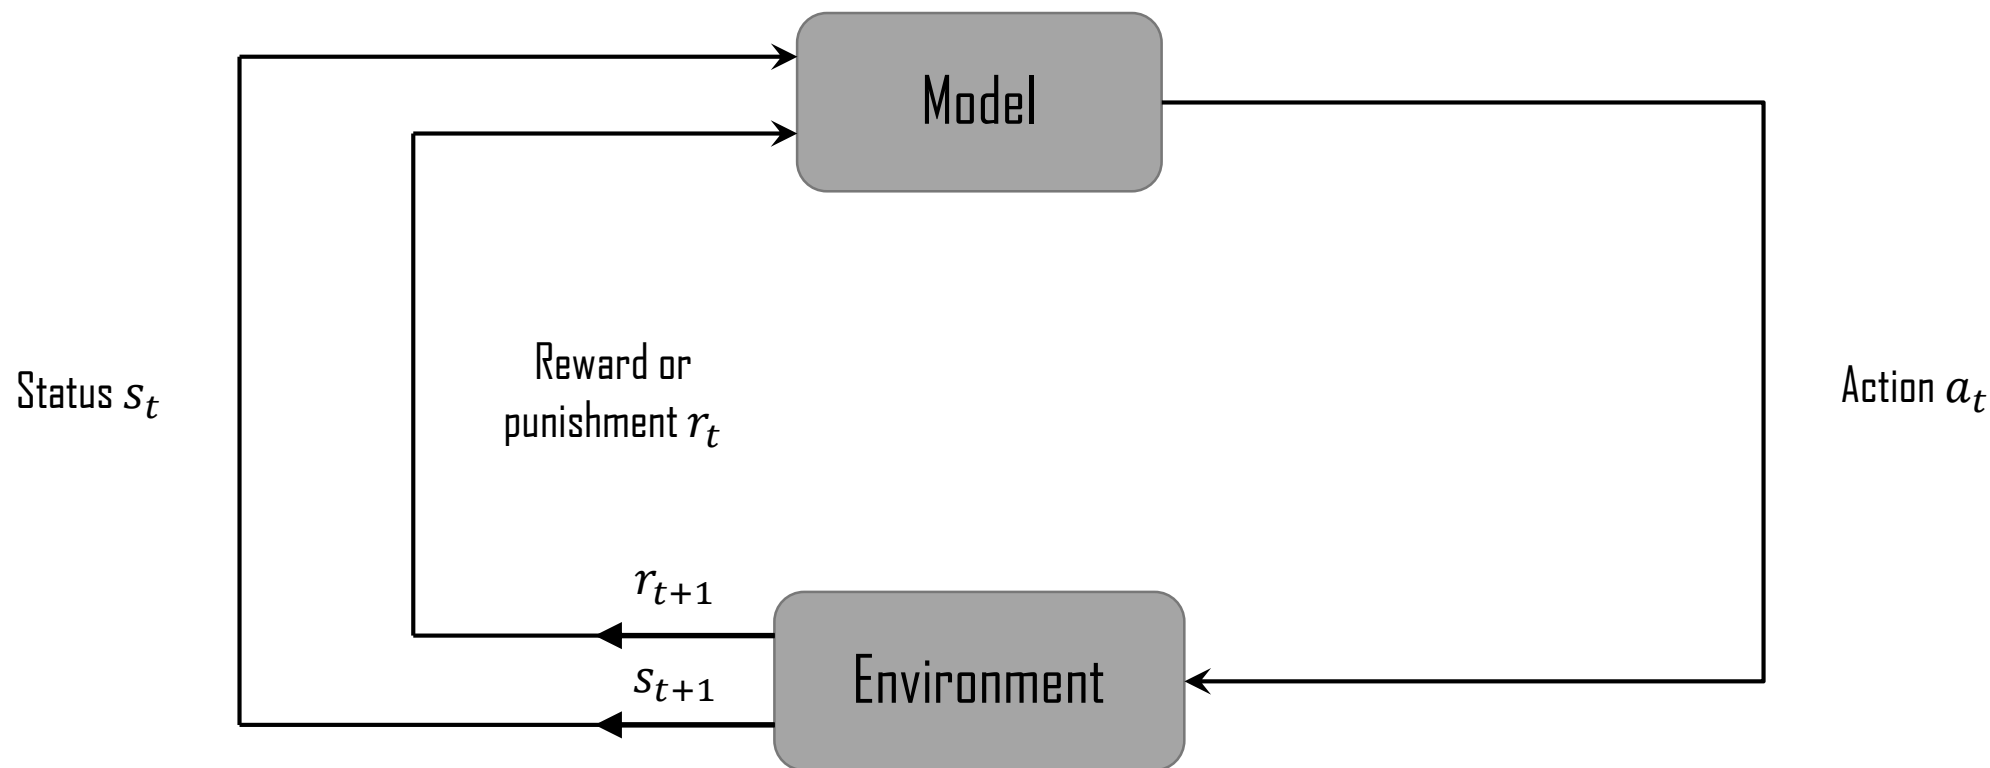 Model
Status s_t
Reward or
punishment r_t
Action a_t
r_{t+1}
s_{t+1}
Environment